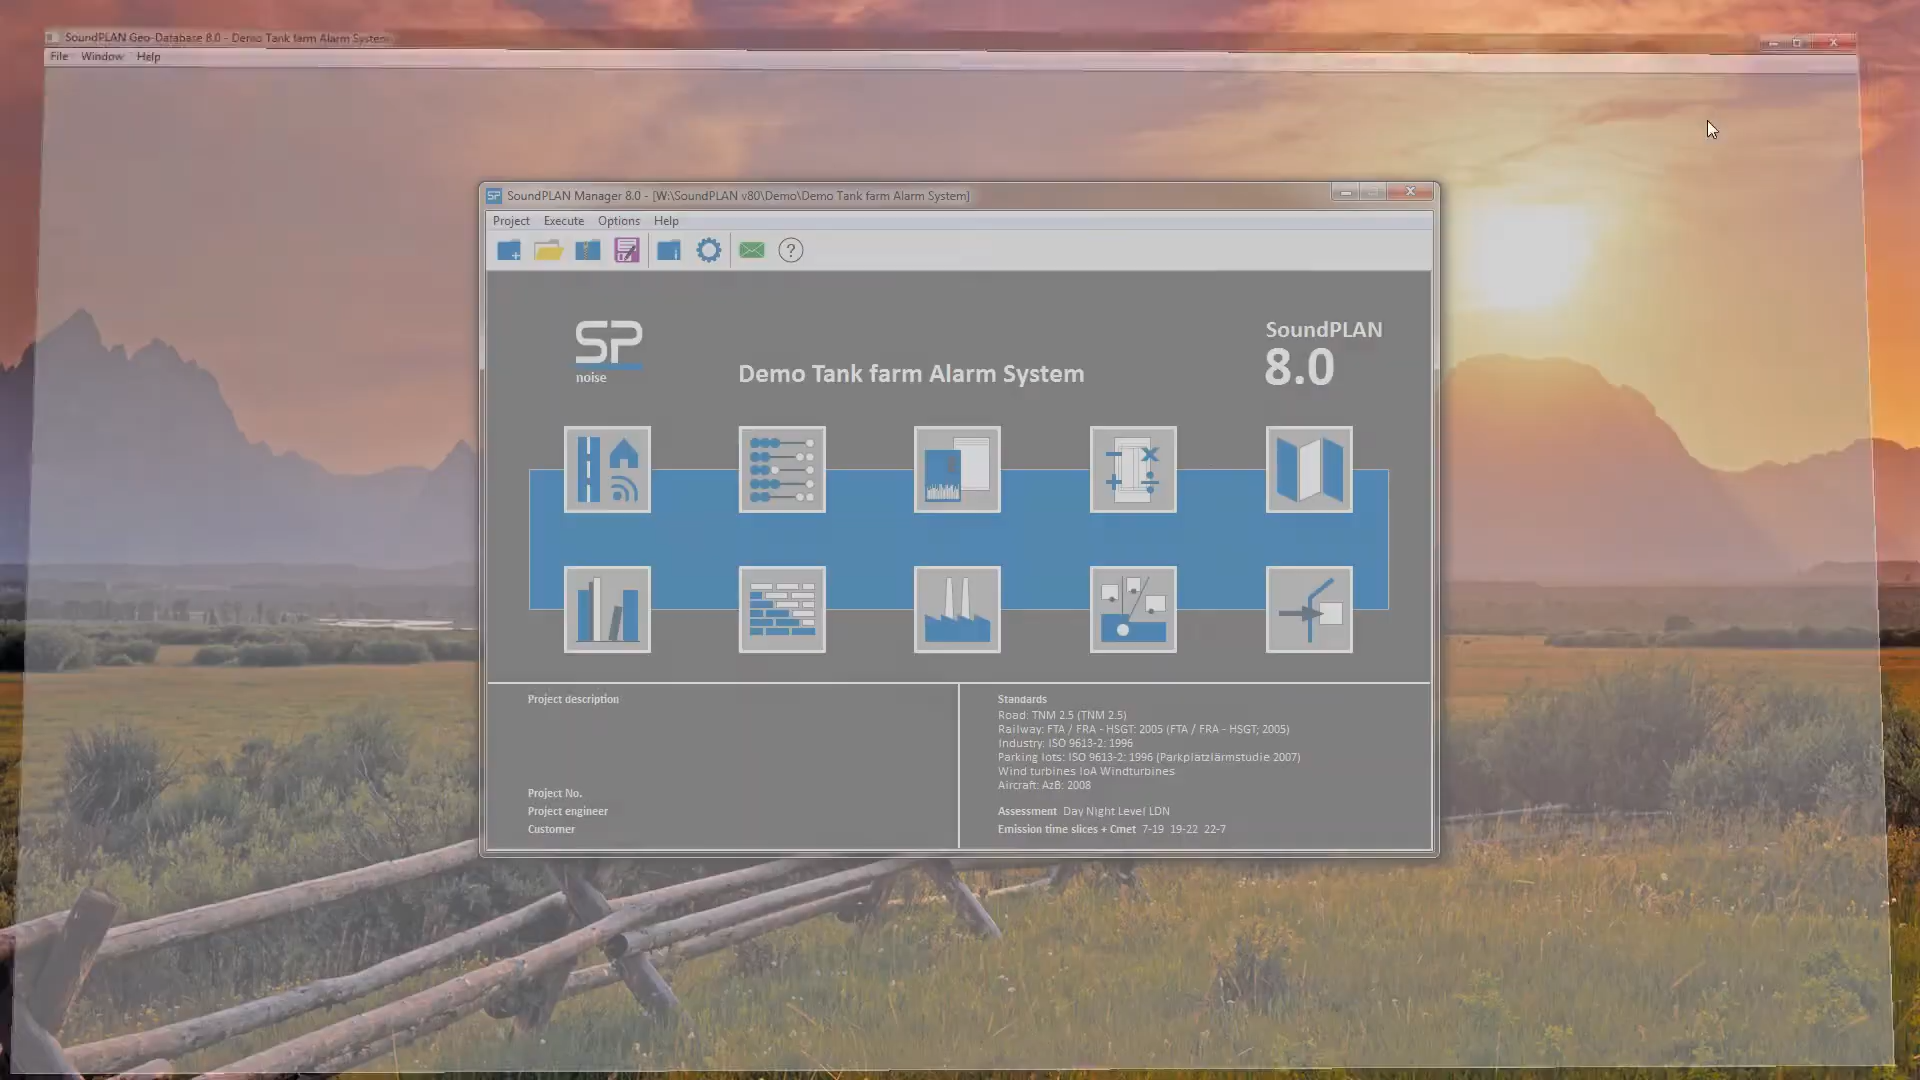 SoundPLAN Geo-Database 8.0 - Demo Tank farm Alarm System
File Window Help
SoundPLAN Manager 8.0 - [W:\SoundPLAN v80\Demo\Demo Tank farm Alarm System]
Project Execute Options Help
SP
noise
Demo Tank farm Alarm System
SoundPLAN
8.0
Project description
Project No.
Project engineer
Customer
Standards
Road: TNM 2.5 (TNM 2.5)
Railway: FTA / FRA - HSGT: 2005 (FTA / FRA - HSGT; 2005)
Industry: ISO 9613-2: 1996
Parking lots: ISO 9613-2: 1996 (Parkplatzlärmstudie 2007)
Wind turbines IoA Windturbines
Aircraft: AzB: 2008
Assessment Day Night Level LDN
Emission time slices + Cmet 7-19 19-22 22-7